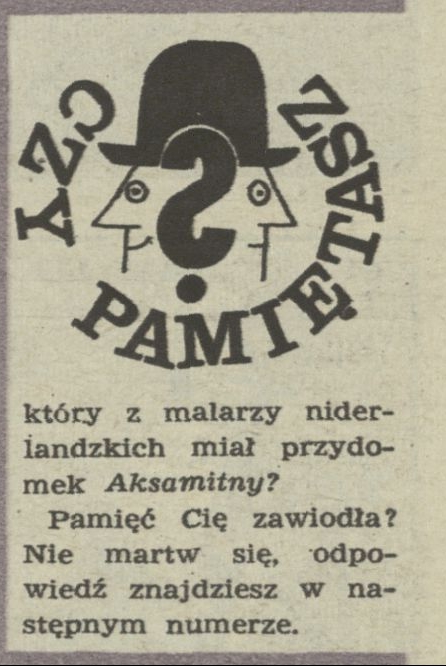 CZY PAMIĘTASZ
?
który z malarzy nider-
landzkich miał przydo-
mek Aksamitny?
Pamięć Cię zawiodła?
Nie martw się, odpo-
wiedź znajdziesz w na-
stępnym numerze.